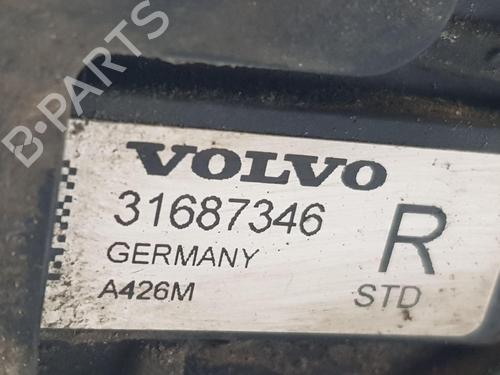 B-PARTS
VOLVO
31687346
R
GERMANY
A426M
STD